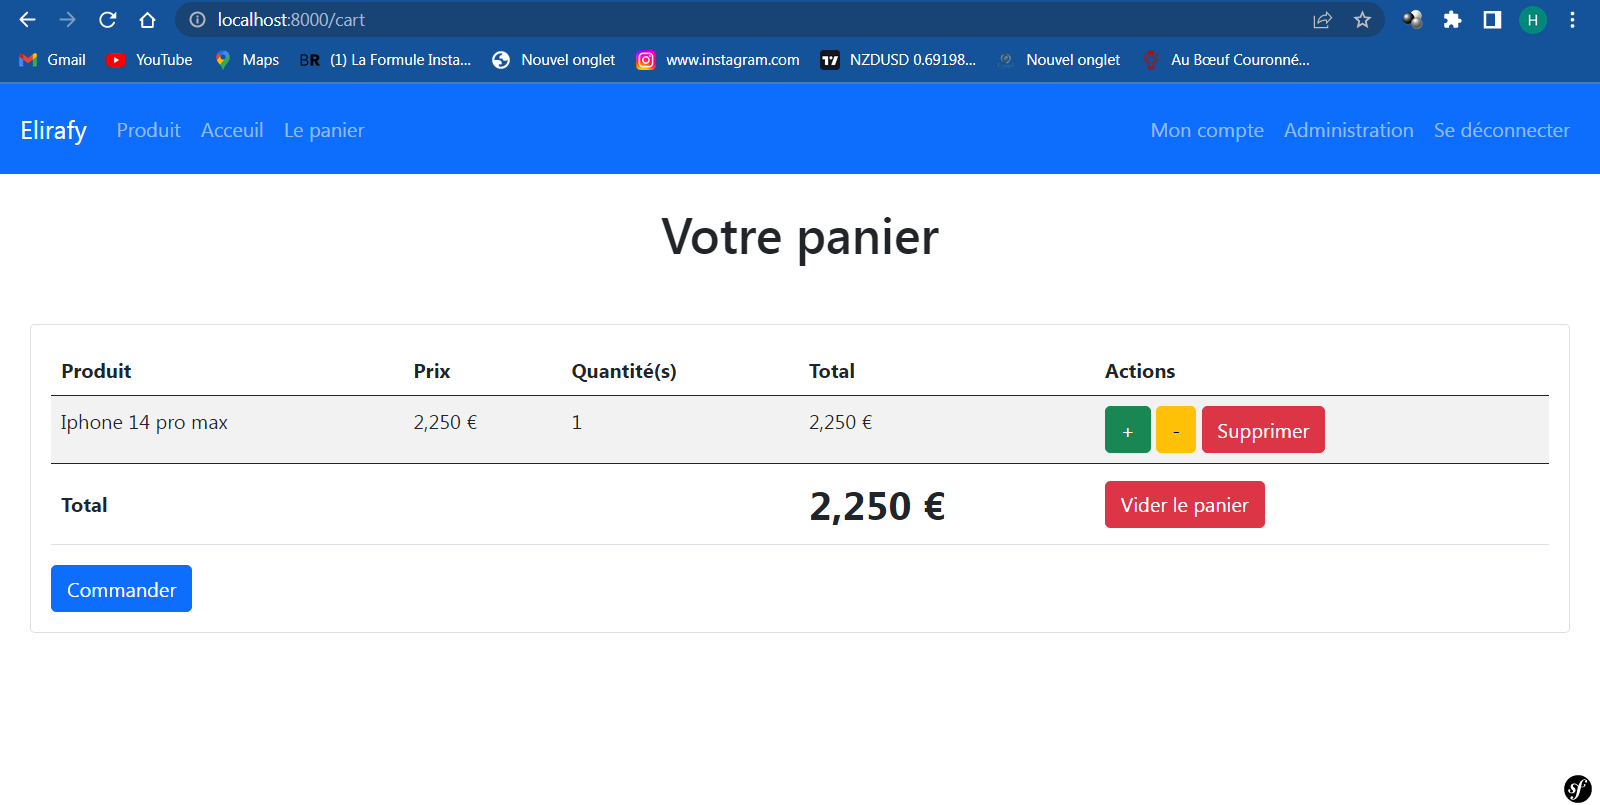 localhost:8000/cart
H
Gmail YouTube Maps BR (1) La Formule Insta... Nouvel onglet www.instagram.com NZDUSD 0.69198... Nouvel onglet Au Bœuf Couronné...
Elirafy Produit Acceuil Le panier Mon compte Administration Se déconnecter
Votre panier
Produit Prix Quantité(s) Total Actions
Iphone 14 pro max 2,250 € 1 2,250 € + - Supprimer
Total 2,250 € Vider le panier
Commander
sf